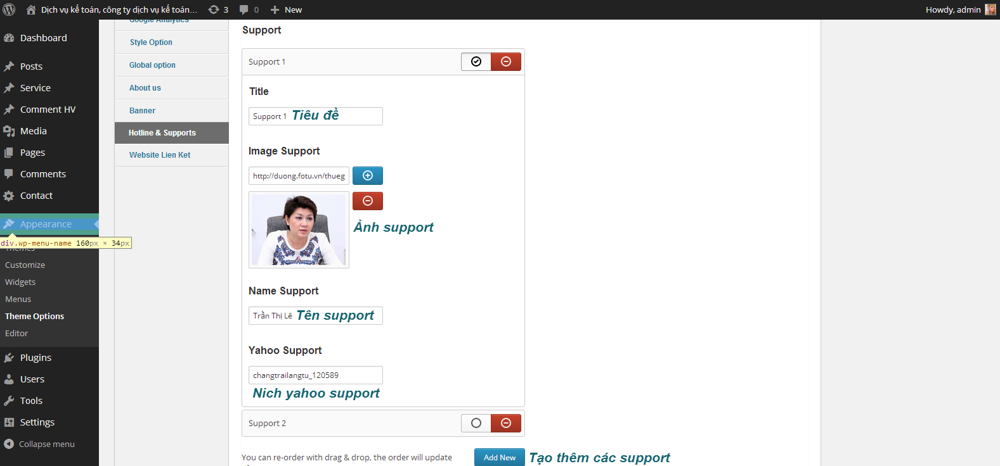 Dịch vụ kế toán, công ty dịch vụ kế toán... 3 0 New Howdy, admin
Dashboard
Posts
Service
Comment HV
Media
Pages
Comments
Contact
Appearance
div.wp-menu-name 160px × 34px
Themes
Customize
Widgets
Menus
Theme Options
Editor
Plugins
Users
Tools
Settings
Collapse menu
Google Analytics
Style Option
Global option
About us
Banner
Hotline & Supports
Website Lien Ket
Support
Support 1
Title
Support 1 Tiêu đề
Image Support
http://duong.fotu.vn/thueg
Ảnh support
Name Support
Trần Thị Lê Tên support
Yahoo Support
changtrailangtu_120589
Nich yahoo support
Support 2
You can re-order with drag & drop, the order will update
Add New Tạo thêm các support